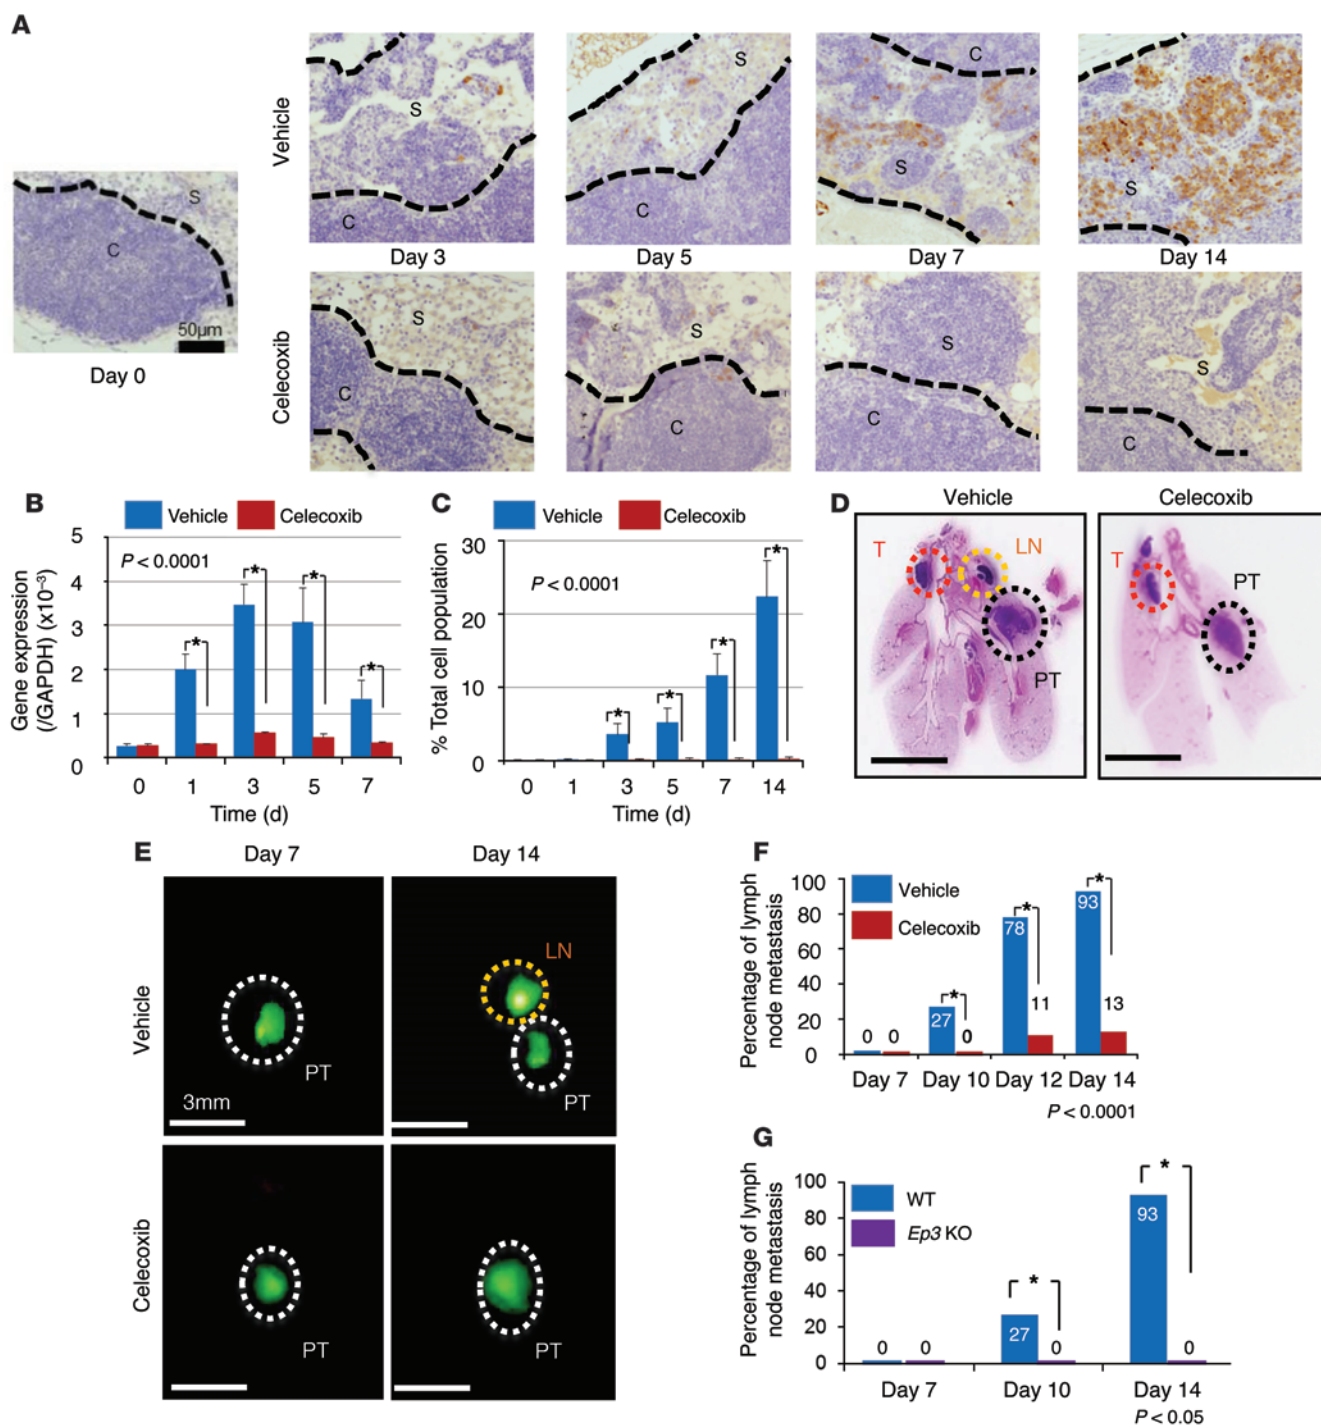 A
Vehicle
S
C
S
C
C
S
S
Day 3
Day 5
Day 7
Day 14
S
C
50µm
Day 0
Celecoxib
S
C
S
C
S
C
S
C
B
Vehicle
Celecoxib
Gene expression
(/GAPDH) (x10⁻³)
5
4
3
2
1
0
P < 0.0001
*
*
*
*
0 1 3 5 7
Time (d)
C
Vehicle
Celecoxib
% Total cell population
30
20
10
0
P < 0.0001
*
*
*
*
0 1 3 5 7 14
Time (d)
D
Vehicle
Celecoxib
T
LN
PT
T
PT
E
Day 7
Day 14
Vehicle
PT
3mm
LN
PT
Celecoxib
PT
PT
F
Percentage of lymph
node metastasis
100
80
60
40
20
0
Vehicle
Celecoxib
0 0
27 0
78 11
93 13
*
*
*
Day 7 Day 10 Day 12 Day 14
P < 0.0001
G
Percentage of lymph
node metastasis
100
80
60
40
20
0
WT
Ep3 KO
0 0
27 0
93 0
*
*
Day 7 Day 10 Day 14
P < 0.05